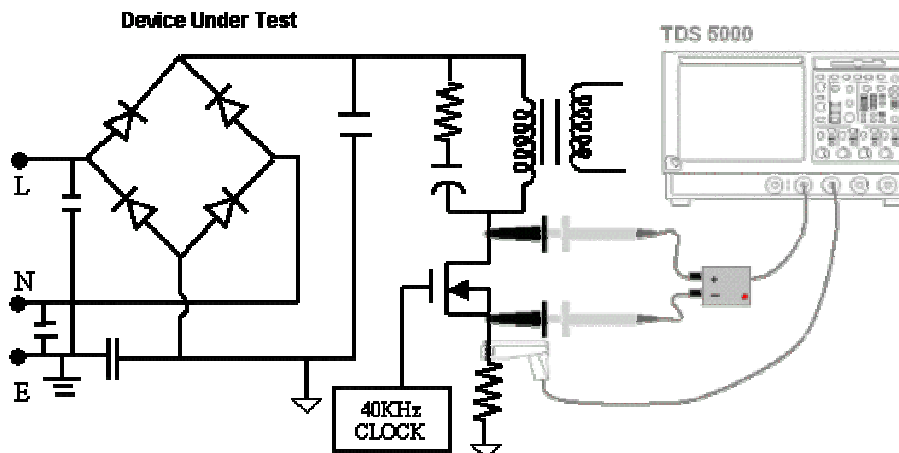 Device Under Test
TDS 5000
L
N
E
+
−
40KHz
CLOCK